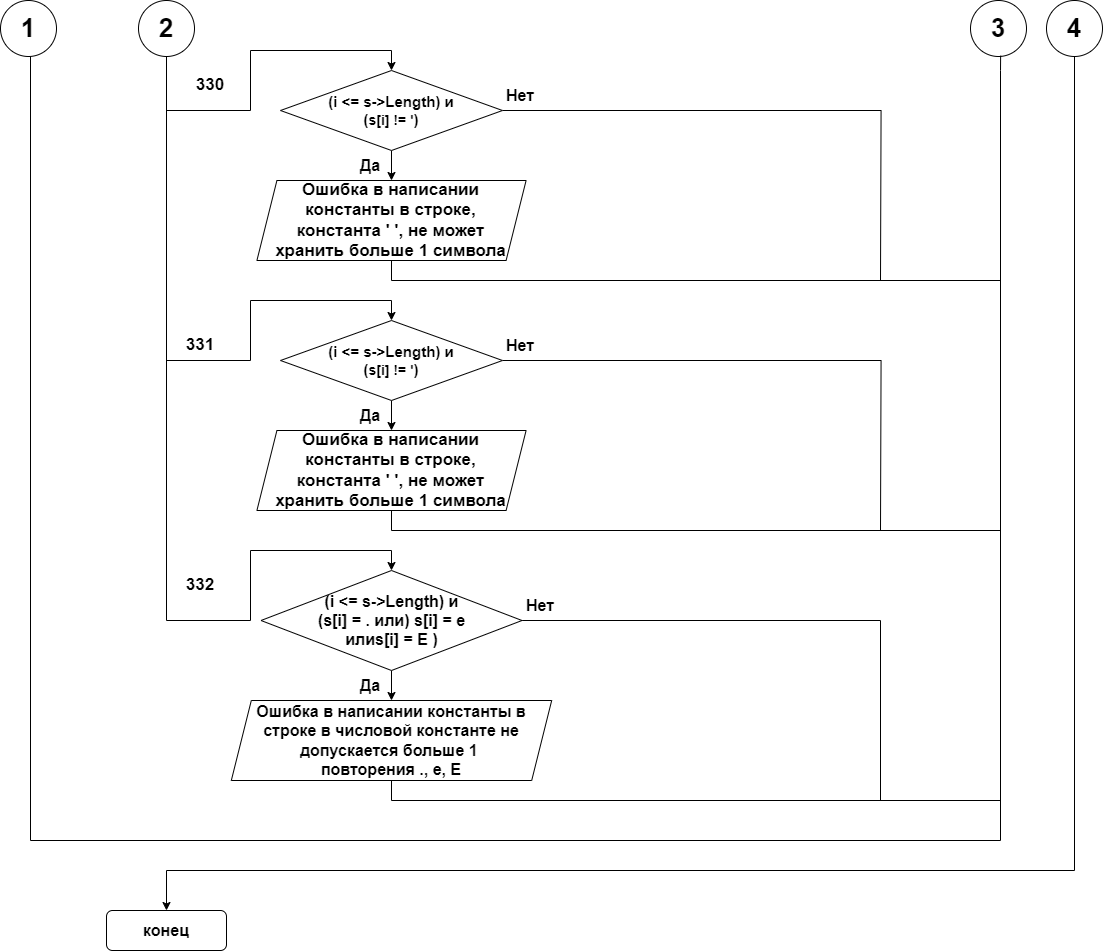 1
2
3
4
330
(i <= s->Length) и
(s[i] != ')
Нет
Да
Ошибка в написании
константы в строке,
константа ' ', не может
хранить больше 1 символа
331
(i <= s->Length) и
(s[i] != ')
Нет
Да
Ошибка в написании
константы в строке,
константа ' ', не может
хранить больше 1 символа
332
(i <= s->Length) и
(s[i] = . или) s[i] = e
илиs[i] = E )
Нет
Да
Ошибка в написании константы в
строке в числовой константе не
допускается больше 1
повторения ., e, E
конец